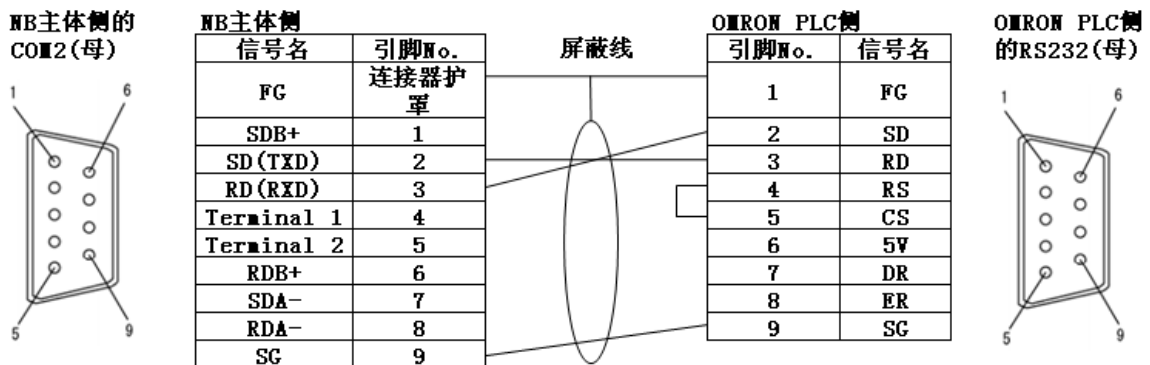 NB主体侧的
COM2(母)
1
6
5
9
NB主体侧
信号名 引脚No.
FG 连接器护
罩
SDB+ 1
SD(TXD) 2
RD(RXD) 3
Terminal 1 4
Terminal 2 5
RDB+ 6
SDA- 7
RDA- 8
SG 9
屏蔽线
OMRON PLC侧
引脚No. 信号名
1 FG
2 SD
3 RD
4 RS
5 CS
6 5V
7 DR
8 ER
9 SG
OMRON PLC侧
的RS232(母)
1
6
5
9